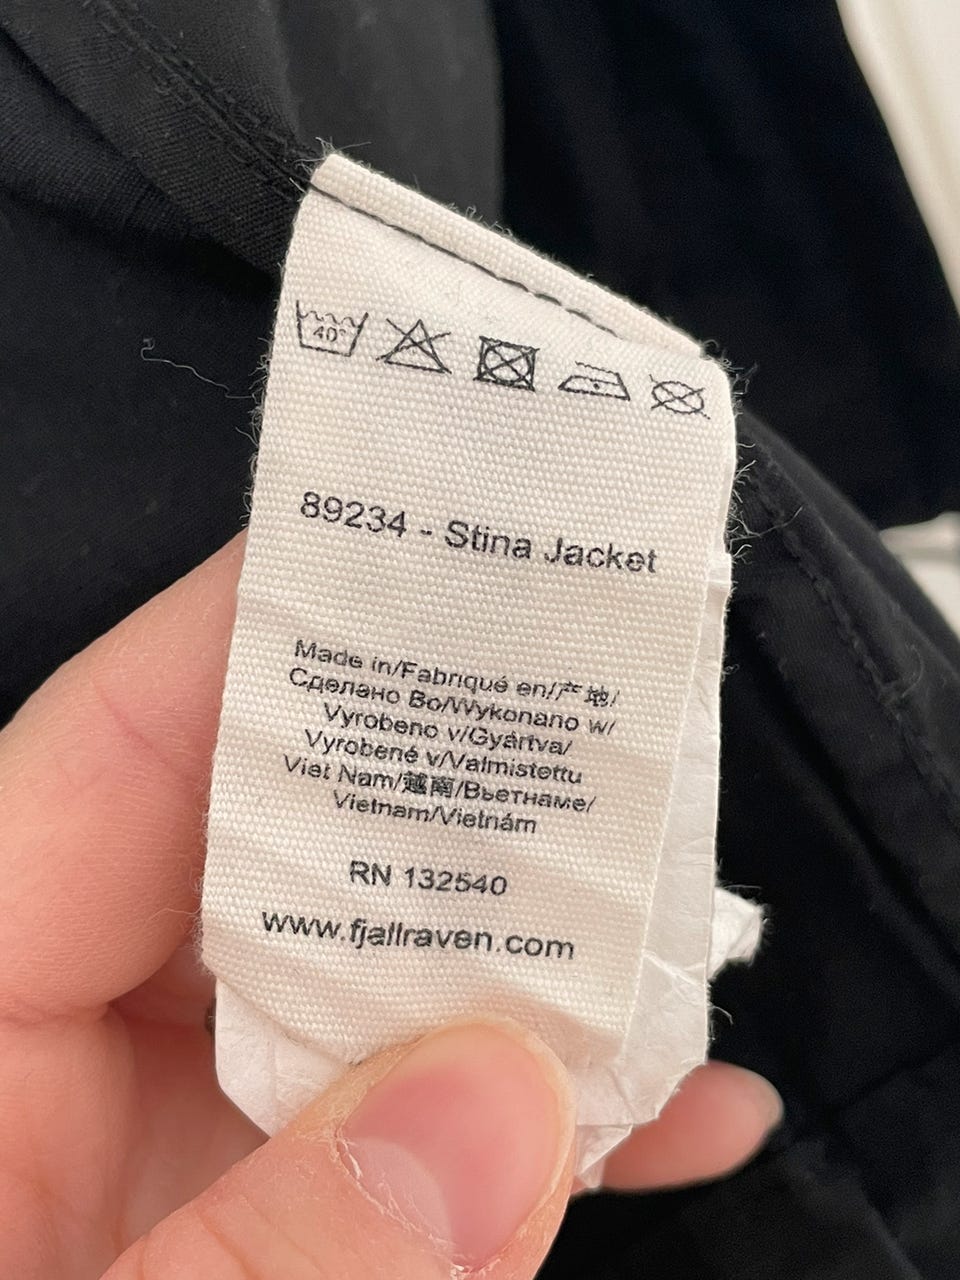 40°
89234 - Stina Jacket
Made in/Fabriqué en/产地/
Сделано Во/Wykonano w/
Vyrobeno v/Gyártva/
Vyrobené v/Valmistettu
Viet Nam/越南/Вьетнаме/
Vietnam/Vietnám
RN 132540
www.fjallraven.com